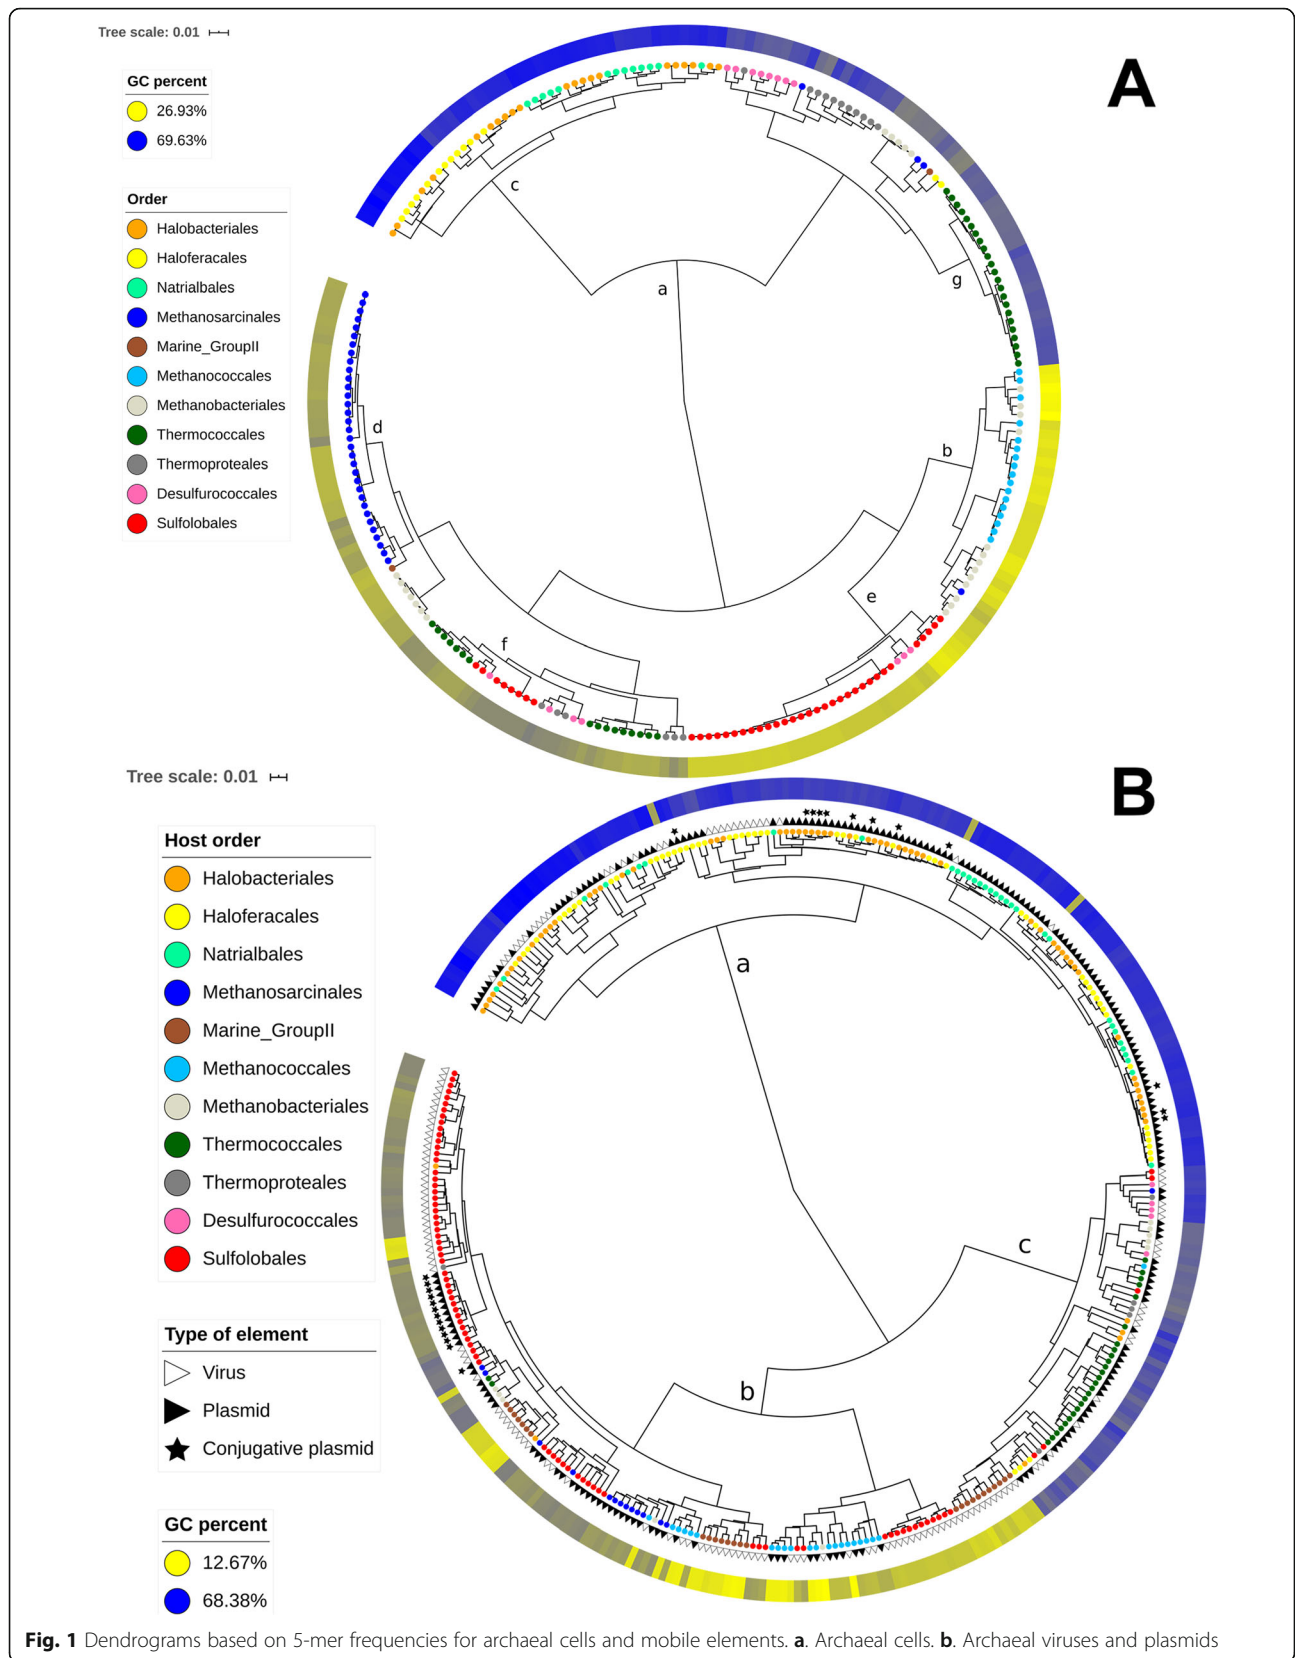 Tree scale: 0.01
A
GC percent
26.93%
69.63%
Order
Halobacteriales
Haloferacales
Natrialbales
Methanosarcinales
Marine_GroupII
Methanococcales
Methanobacteriales
Thermococcales
Thermoproteales
Desulfurococcales
Sulfolobales
c
a
g
d
b
e
f
Tree scale: 0.01
B
Host order
Halobacteriales
Haloferacales
Natrialbales
Methanosarcinales
Marine_GroupII
Methanococcales
Methanobacteriales
Thermococcales
Thermoproteales
Desulfurococcales
Sulfolobales
Type of element
Virus
Plasmid
Conjugative plasmid
GC percent
12.67%
68.38%
a
c
b
Fig. 1 Dendrograms based on 5-mer frequencies for archaeal cells and mobile elements. a. Archaeal cells. b. Archaeal viruses and plasmids